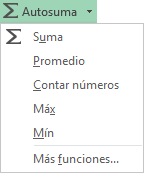 Autosuma
Suma
Promedio
Contar números
Máx
Mín
Más funciones...